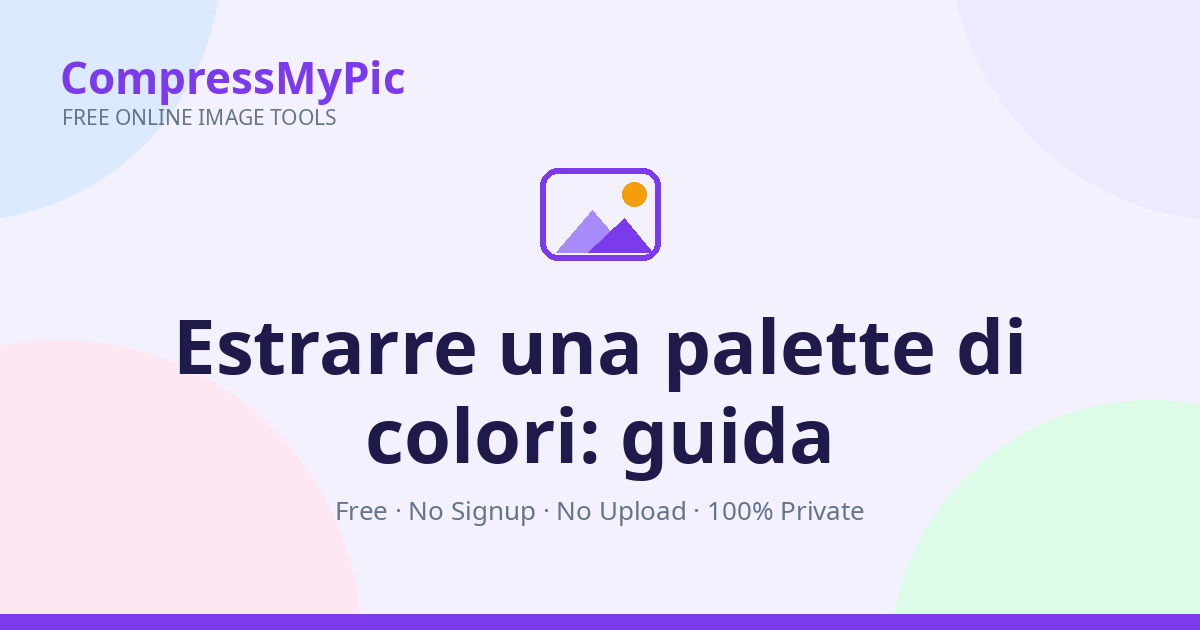 CompressMyPic
FREE ONLINE IMAGE TOOLS
Estrarre una palette di
colori: guida
Free · No Signup · No Upload · 100% Private